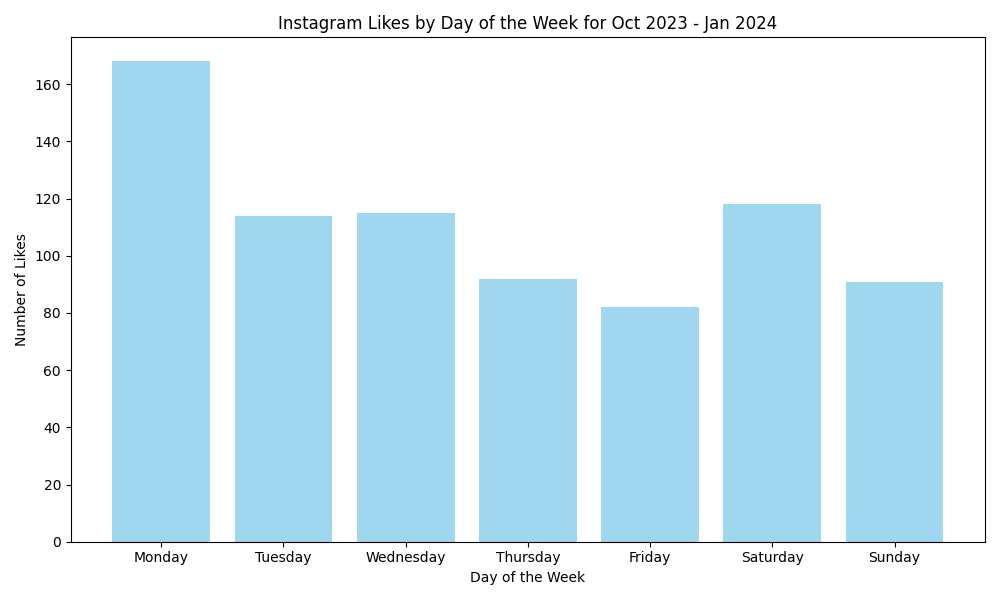 Instagram Likes by Day of the Week for Oct 2023 - Jan 2024
Number of Likes
160
140
120
100
80
60
40
20
0
Monday Tuesday Wednesday Thursday Friday Saturday Sunday
Day of the Week